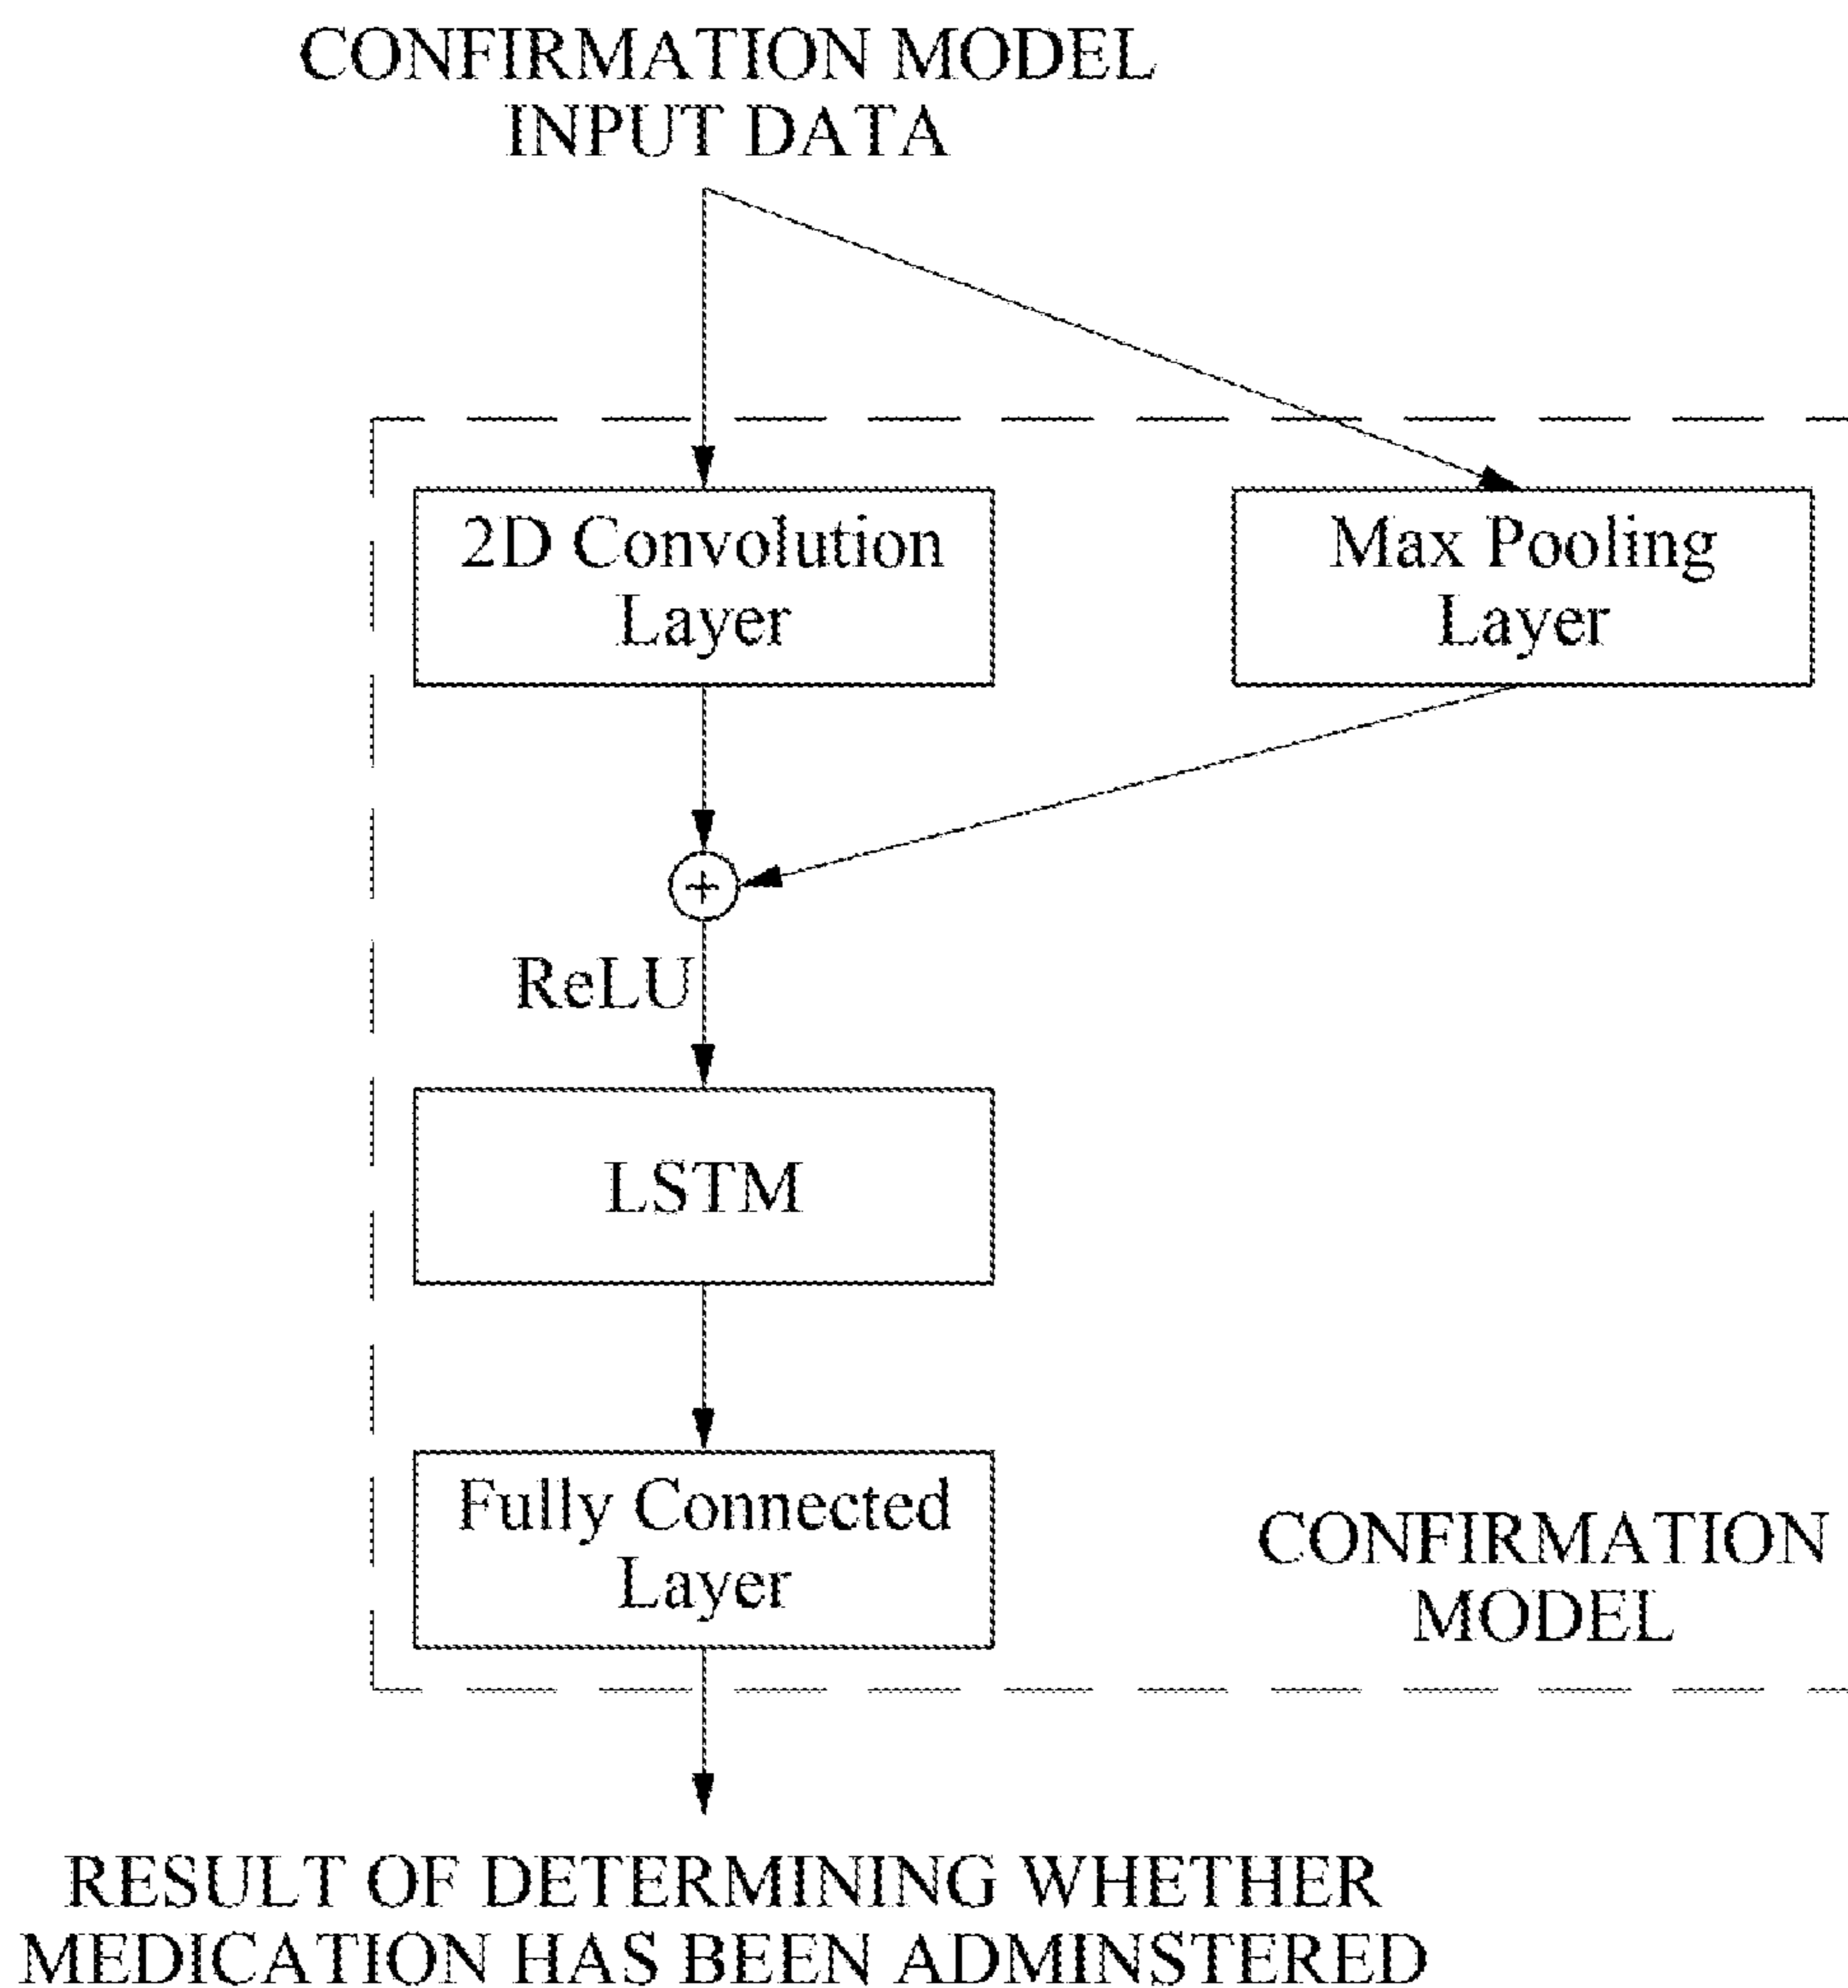 CONFIRMATION MODEL
INPUT DATA
2D Convolution
Layer
Max Pooling
Layer
+
ReLU
LSTM
Fully Connected
Layer
CONFIRMATION
MODEL
RESULT OF DETERMINING WHETHER
MEDICATION HAS BEEN ADMINSTERED